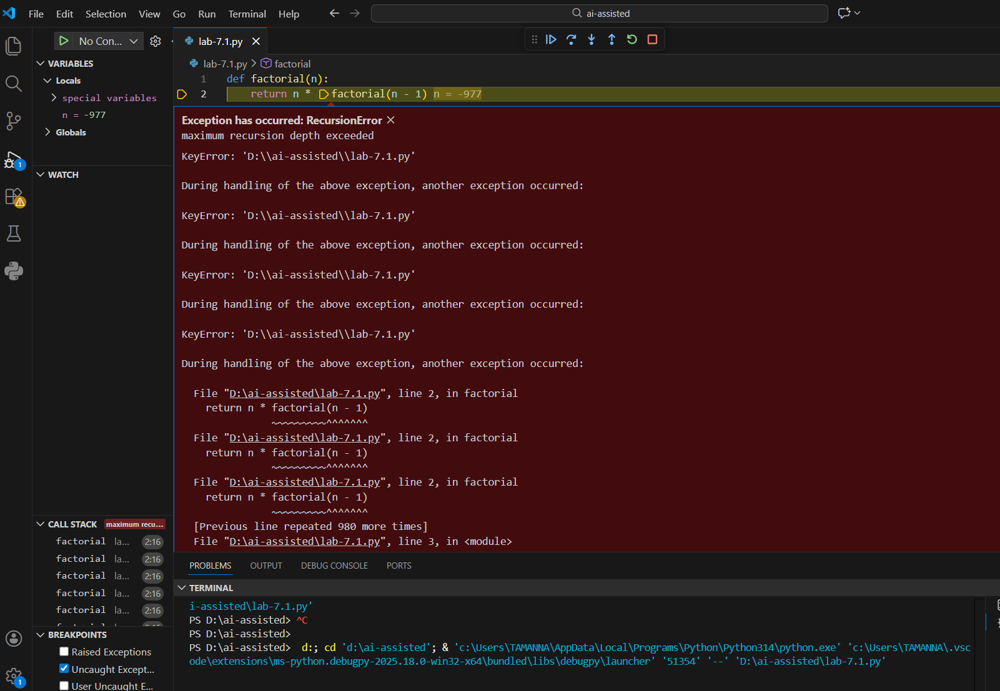 File Edit Selection View Go Run Terminal Help
ai-assisted
No Con...
lab-7.1.py
VARIABLES
Locals
special variables
n = -977
Globals
WATCH
CALL STACK maximum recu...
factorial la... 2:16
factorial la... 2:16
factorial la... 2:16
factorial la... 2:16
factorial la... 2:16
factorial la... 2:16
BREAKPOINTS
Raised Exceptions
Uncaught Except...
User Uncaught E...
1
1
lab-7.1.py > factorial
1 def factorial(n):
2 return n * factorial(n - 1) n = -977
Exception has occurred: RecursionError
maximum recursion depth exceeded
KeyError: 'D:\\ai-assisted\\lab-7.1.py'
During handling of the above exception, another exception occurred:
KeyError: 'D:\\ai-assisted\\lab-7.1.py'
During handling of the above exception, another exception occurred:
KeyError: 'D:\\ai-assisted\\lab-7.1.py'
During handling of the above exception, another exception occurred:
KeyError: 'D:\\ai-assisted\\lab-7.1.py'
During handling of the above exception, another exception occurred:
File "D:\ai-assisted\lab-7.1.py", line 2, in factorial
return n * factorial(n - 1)
~~~~~~~~~^^^^^^^
File "D:\ai-assisted\lab-7.1.py", line 2, in factorial
return n * factorial(n - 1)
~~~~~~~~~^^^^^^^
File "D:\ai-assisted\lab-7.1.py", line 2, in factorial
return n * factorial(n - 1)
~~~~~~~~~^^^^^^^
[Previous line repeated 980 more times]
File "D:\ai-assisted\lab-7.1.py", line 3, in <module>
PROBLEMS OUTPUT DEBUG CONSOLE PORTS
TERMINAL
i-assisted\lab-7.1.py'
PS D:\ai-assisted> ^C
PS D:\ai-assisted>
PS D:\ai-assisted> d:; cd 'd:\ai-assisted'; & 'c:\Users\TAMANNA\AppData\Local\Programs\Python\Python314\python.exe' 'c:\Users\TAMANNA\.vsc
ode\extensions\ms-python.debugpy-2025.18.0-win32-x64\bundled\libs\debugpy\launcher' '51354' '--' 'D:\ai-assisted\lab-7.1.py'